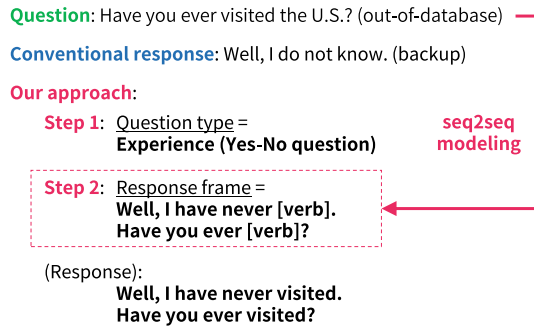 Question: Have you ever visited the U.S.? (out-of-database)
Conventional response: Well, I do not know. (backup)
Our approach:
Step 1: Question type =
Experience (Yes-No question)
seq2seq
modeling
Step 2: Response frame =
Well, I have never [verb].
Have you ever [verb]?
(Response):
Well, I have never visited.
Have you ever visited?